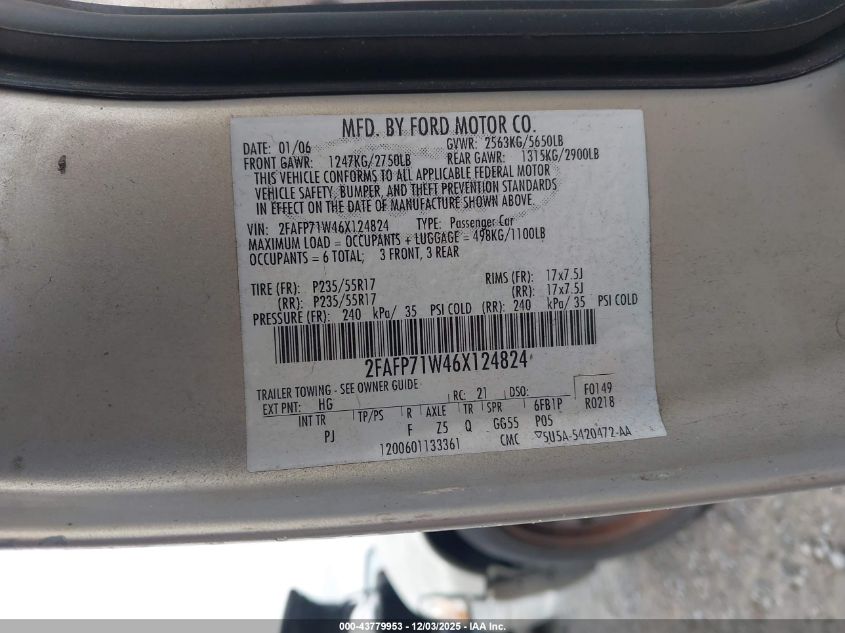 MFD. BY FORD MOTOR CO.
DATE: 01/06 GVWR: 2563KG/5650LB
FRONT GAWR: 1247KG/2750LB REAR GAWR: 1315KG/2900LB
THIS VEHICLE CONFORMS TO ALL APPLICABLE FEDERAL MOTOR
VEHICLE SAFETY, BUMPER, AND THEFT PREVENTION STANDARDS
IN EFFECT ON THE DATE OF MANUFACTURE SHOWN ABOVE.
VIN: 2FAFP71W46X124824 TYPE: Passenger Car
MAXIMUM LOAD = OCCUPANTS + LUGGAGE = 498KG/1100LB
OCCUPANTS = 6 TOTAL; 3 FRONT, 3 REAR
TIRE (FR): P235/55R17 RIMS (FR): 17x7.5J
(RR): P235/55R17 (RR): 17x7.5J
PRESSURE (FR): 240 kPa/ 35 PSI COLD (RR): 240 kPa/ 35 PSI COLD
2FAFP71W46X124824
TRAILER TOWING - SEE OWNER GUIDE
EXT PNT: HG RC: 21 DSO: F0149
INT TR TP/PS R AXLE TR SPR 6FB1P R0218
PJ F Z5 Q GG55 P05
1200601133361 CMC ▽5U5A-5420472-AA
000-43779953 - 12/03/2025 - IAA Inc.